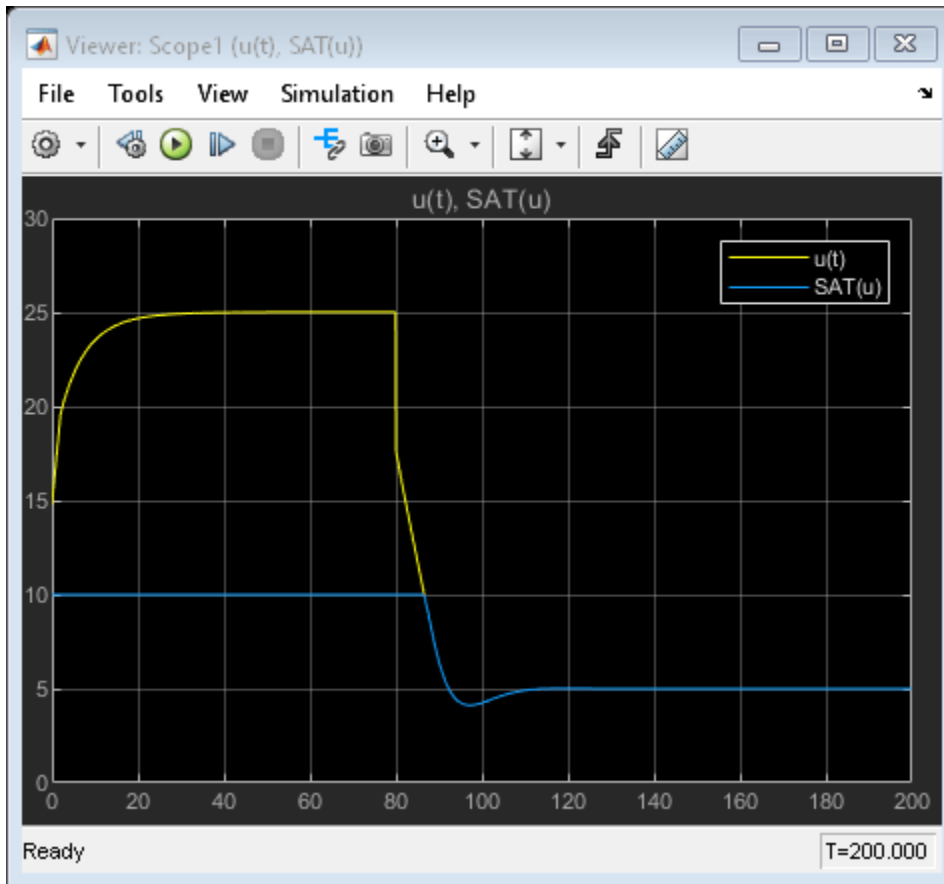 Viewer: Scope1 (u(t), SAT(u))
File Tools View Simulation Help
u(t), SAT(u)
30
u(t)
SAT(u)
25
20
15
10
5
0
0 20 40 60 80 100 120 140 160 180 200
Ready T=200.000